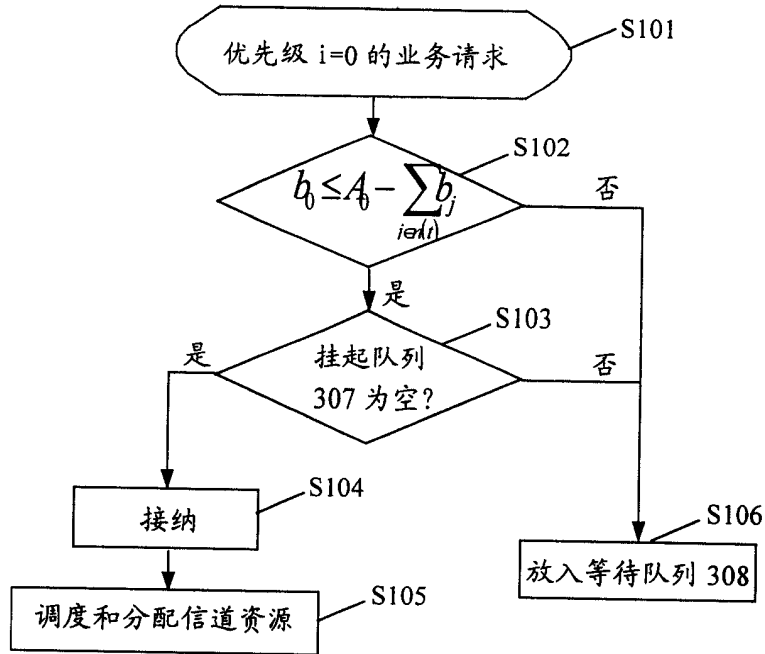 优先级 i=0 的业务请求
S101
S102
b₀ ≤ A₀ − ∑ bⱼ
j∈n(t)
否
是
S103
挂起队列
307 为空?
是
否
S104
接纳
S106
放入等待队列 308
S105
调度和分配信道资源